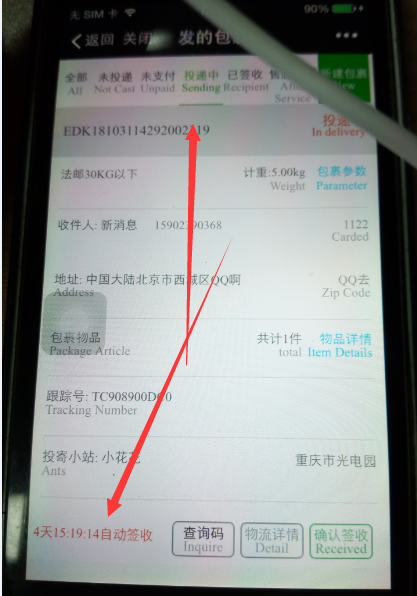 无 SIM 卡 90%
返回 关闭 发的包
全部 未投递 未支付 投递中 已签收
All Not Cast Unpaid Sending Recipient
Service
新建包裹
In delivery
法邮30KG以下 计重:5.00kg 包裹参数
Weight Parameter
收件人: 新消息 1122
Carded
地址: 中国大陆北京市西城区QQ啊 QQ去
Address Zip Code
包裹物品 共计1件 物品详情
Package Article total Item Details
跟踪号:
Tracking Number
投寄小站: 小花花 重庆市光电园
Ants
4天15:19:14自动签收 查询码 物流详情 确认签收
Inquire Detail Received